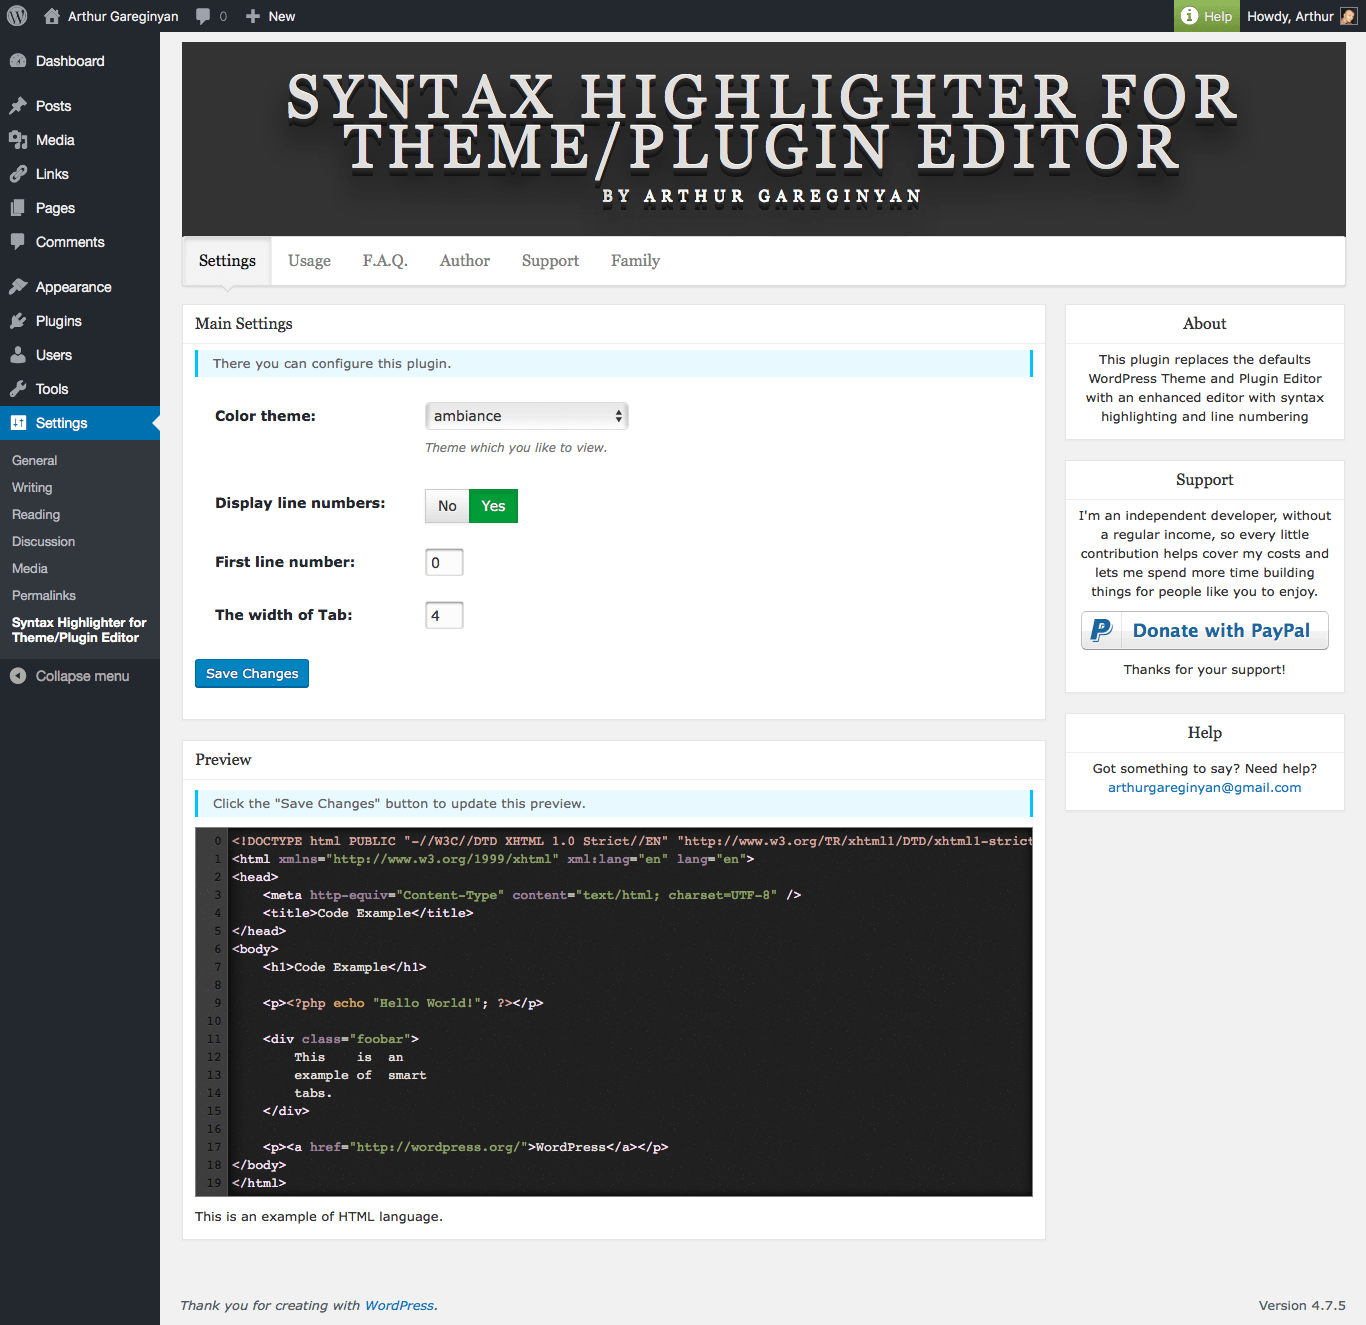 Arthur Gareginyan 0 New Help Howdy, Arthur
Dashboard
Posts
Media
Links
Pages
Comments
Appearance
Plugins
Users
Tools
Settings
General
Writing
Reading
Discussion
Media
Permalinks
Syntax Highlighter for
Theme/Plugin Editor
Collapse menu
SYNTAX HIGHLIGHTER FOR
THEME/PLUGIN EDITOR
BY ARTHUR GAREGINYAN
Settings Usage F.A.Q. Author Support Family
Main Settings
There you can configure this plugin.
Color theme: ambiance
Theme which you like to view.
Display line numbers: No Yes
First line number: 0
The width of Tab: 4
Save Changes
Preview
Click the "Save Changes" button to update this preview.
0 <!DOCTYPE html PUBLIC "-//W3C//DTD XHTML 1.0 Strict//EN" "http://www.w3.org/TR/xhtml1/DTD/xhtml1-strict
1 <html xmlns="http://www.w3.org/1999/xhtml" xml:lang="en" lang="en">
2 <head>
3     <meta http-equiv="Content-Type" content="text/html; charset=UTF-8" />
4     <title>Code Example</title>
5 </head>
6 <body>
7     <h1>Code Example</h1>
8
9     <p><?php echo "Hello World!"; ?></p>
10
11     <div class="foobar">
12         This    is  an
13         example of  smart
14         tabs.
15     </div>
16
17     <p><a href="http://wordpress.org/">WordPress</a></p>
18 </body>
19 </html>
This is an example of HTML language.
About
This plugin replaces the defaults
WordPress Theme and Plugin Editor
with an enhanced editor with syntax
highlighting and line numbering
Support
I'm an independent developer, without
a regular income, so every little
contribution helps cover my costs and
lets me spend more time building
things for people like you to enjoy.
Donate with PayPal
Thanks for your support!
Help
Got something to say? Need help?
arthurgareginyan@gmail.com
Thank you for creating with WordPress. Version 4.7.5